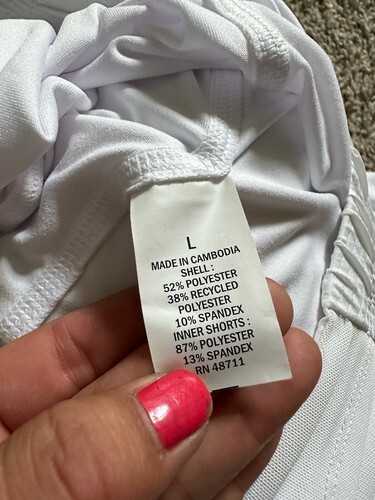 L
MADE IN CAMBODIA
SHELL :
52% POLYESTER
38% RECYCLED
POLYESTER
10% SPANDEX
INNER SHORTS :
87% POLYESTER
13% SPANDEX
RN 48711